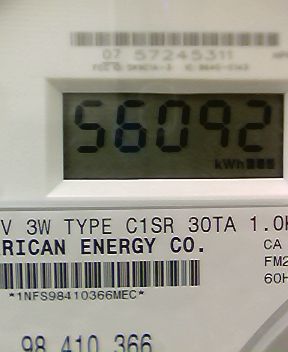 07 57245311
56092
kWh
V 3W TYPE C1SR 30TA 1.0K
RICAN ENERGY CO.
CA
FM2
60H
*1NFS98410366MEC*
98 410 366